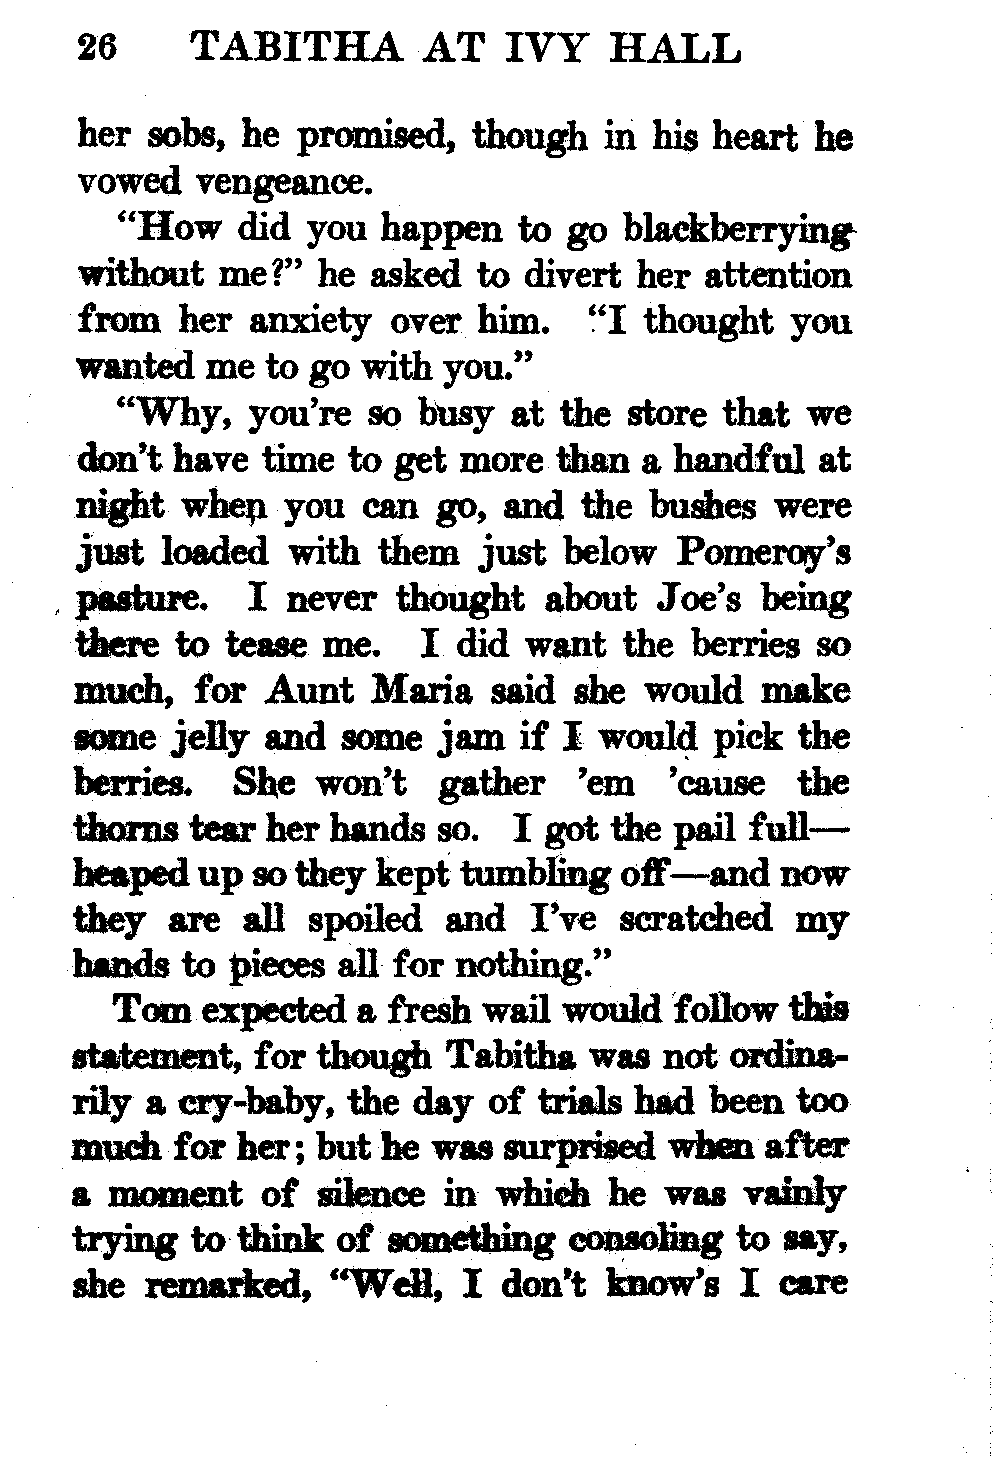 26 TABITHA AT IVY HALL
her sobs, he promised, though in his heart he
vowed vengeance.
“How did you happen to go blackberrying
without me?” he asked to divert her attention
from her anxiety over him. “I thought you
wanted me to go with you.”
“Why, you’re so busy at the store that we
don’t have time to get more than a handful at
night when you can go, and the bushes were
just loaded with them just below Pomeroy’s
pasture. I never thought about Joe’s being
there to tease me. I did want the berries so
much, for Aunt Maria said she would make
some jelly and some jam if I would pick the
berries. She won’t gather ’em ’cause the
thorns tear her hands so. I got the pail full—
heaped up so they kept tumbling off—and now
they are all spoiled and I’ve scratched my
hands to pieces all for nothing.”
Tom expected a fresh wail would follow this
statement, for though Tabitha was not ordina-
rily a cry-baby, the day of trials had been too
much for her; but he was surprised when after
a moment of silence in which he was vainly
trying to think of something consoling to say,
she remarked, “Well, I don’t know’s I care